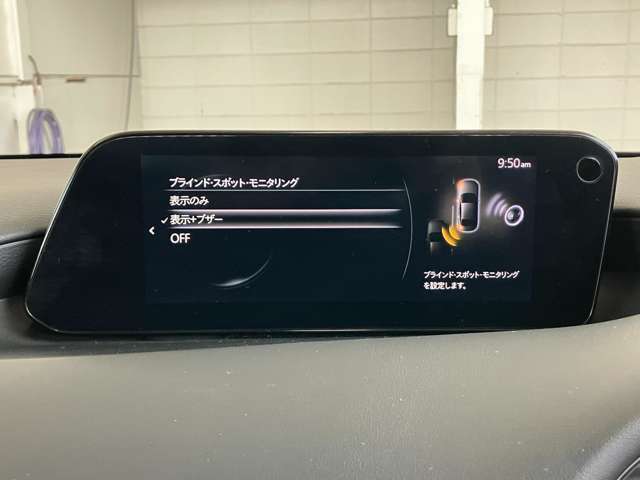 9:50am
ブラインド・スポット・モニタリング
表示のみ
✓表示+ブザー
OFF
ブラインド・スポット・モニタリング
を設定します。